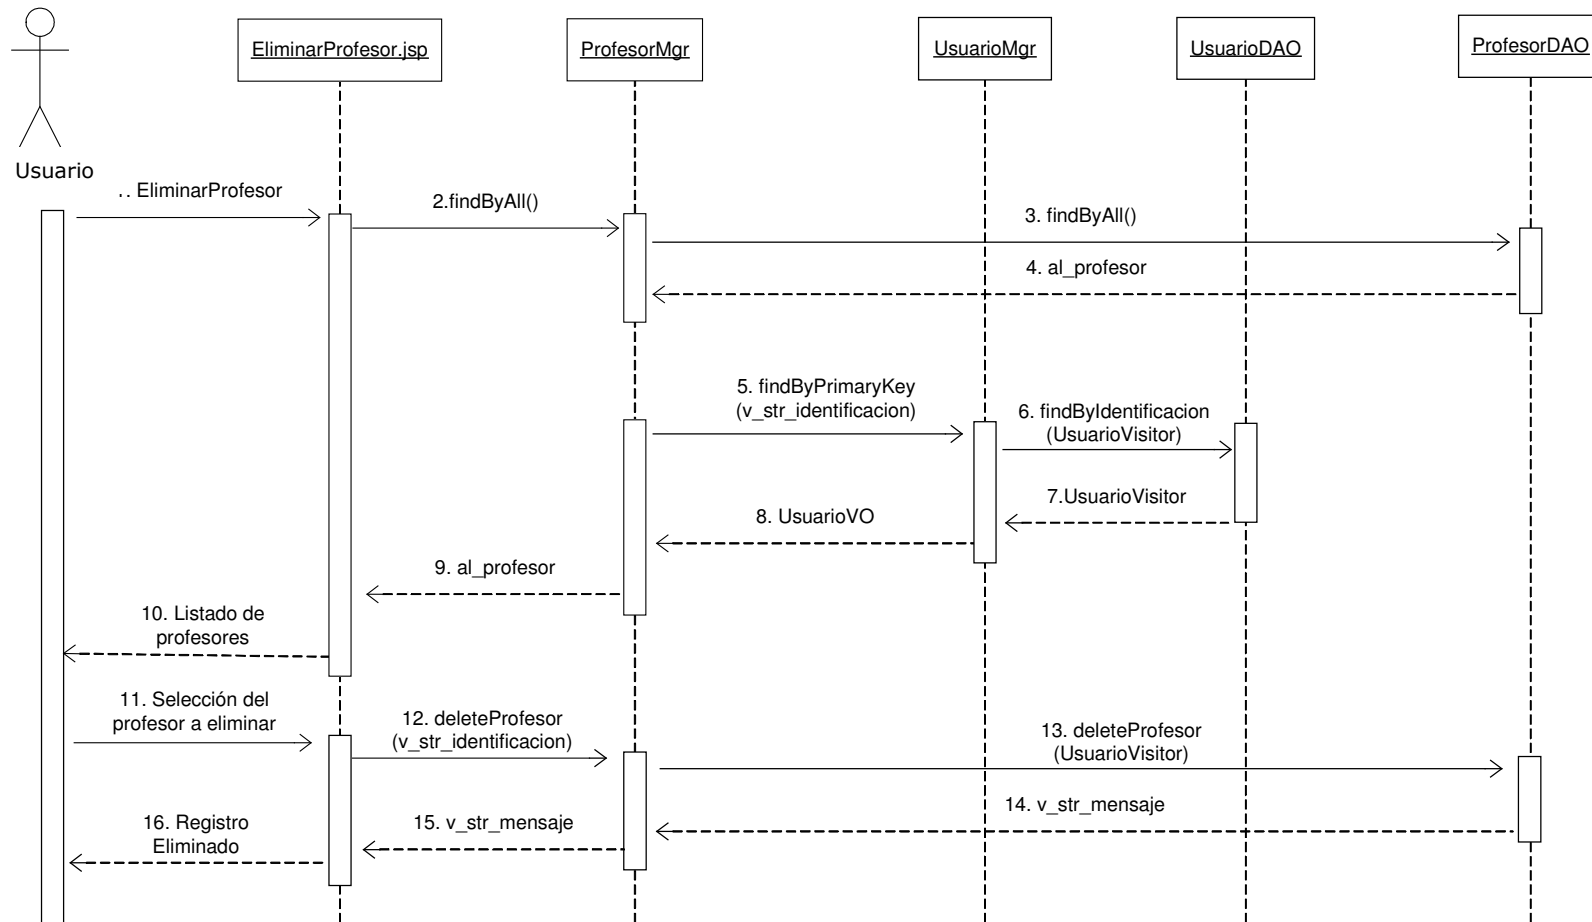 EliminarProfesor.jsp
ProfesorMgr
UsuarioMgr
UsuarioDAO
ProfesorDAO
Usuario
. . EliminarProfesor
2.findByAll()
3. findByAll()
4. al_profesor
5. findByPrimaryKey
(v_str_identificacion)
6. findByIdentificacion
(UsuarioVisitor)
7.UsuarioVisitor
8. UsuarioVO
9. al_profesor
10. Listado de
profesores
11. Selección del
profesor a eliminar
12. deleteProfesor
(v_str_identificacion)
13. deleteProfesor
(UsuarioVisitor)
14. v_str_mensaje
15. v_str_mensaje
16. Registro
Eliminado